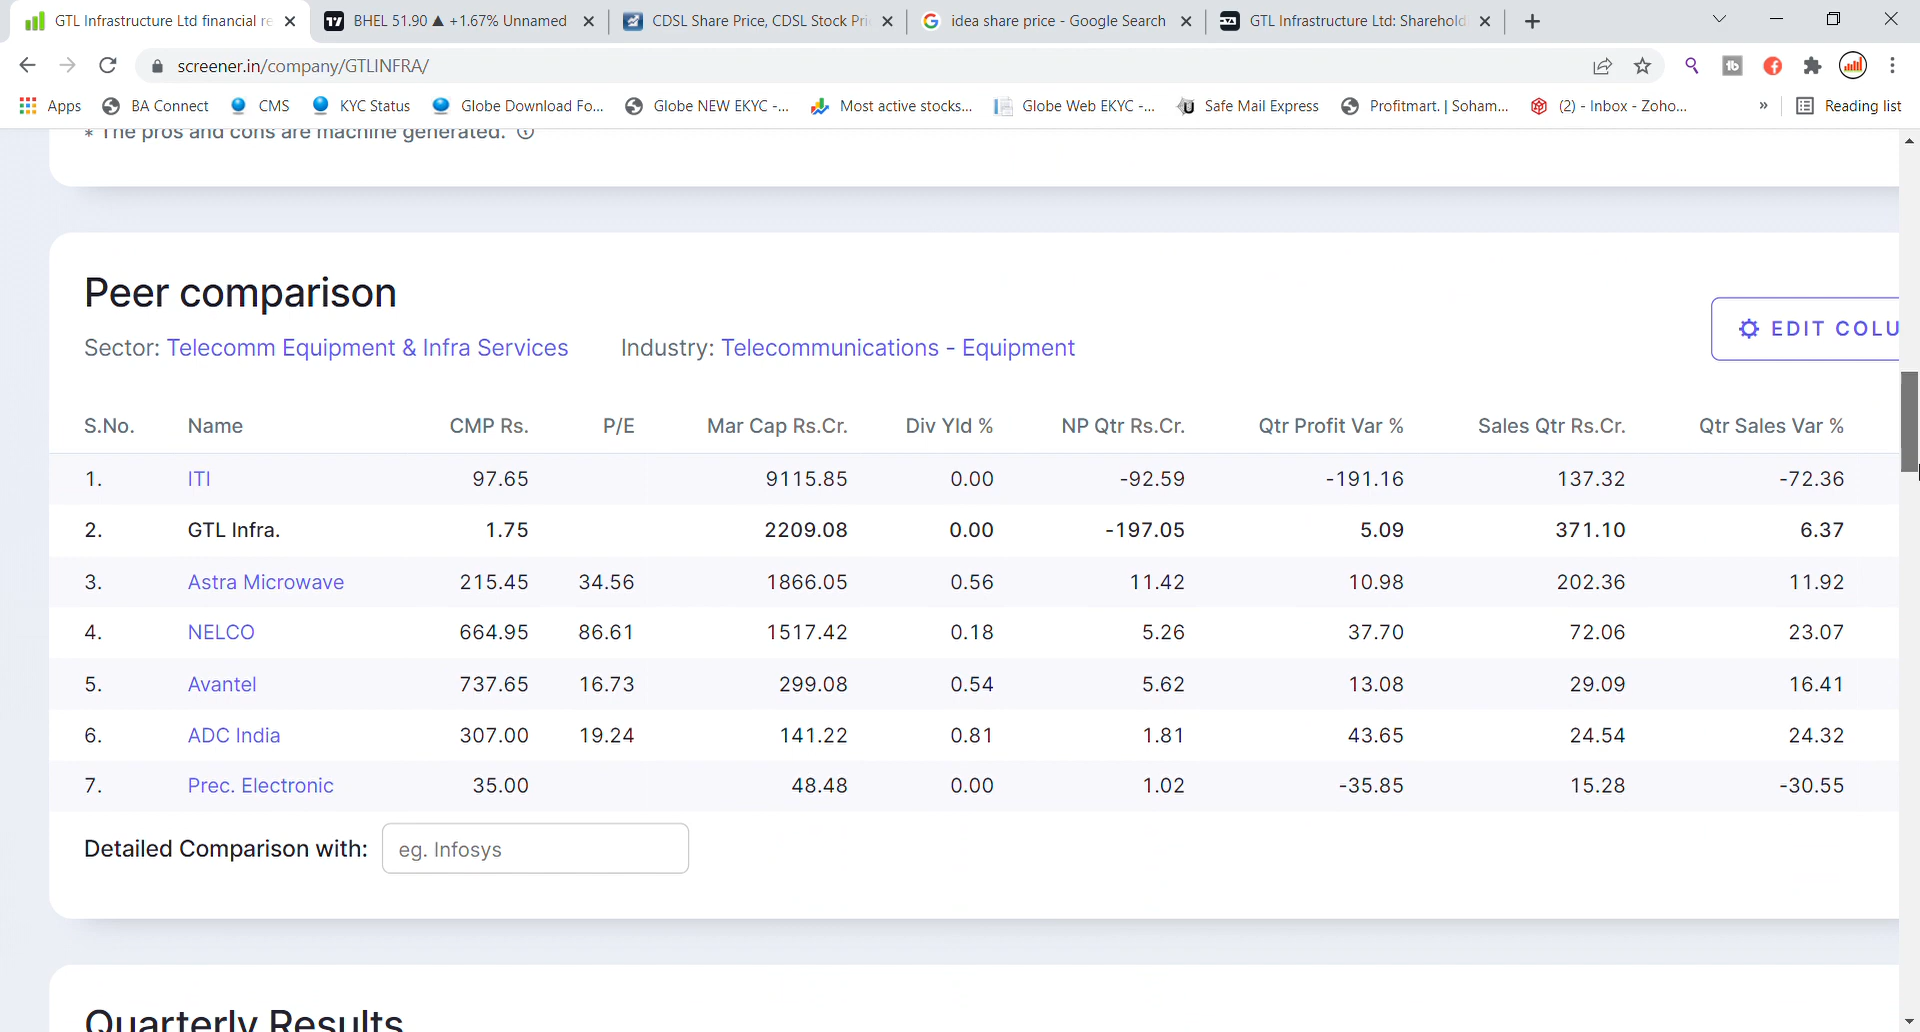 GTL Infrastructure Ltd financial re
BHEL 51.90 ▲ +1.67% Unnamed
CDSL Share Price, CDSL Stock Pri
idea share price - Google Search
GTL Infrastructure Ltd: Sharehold
screener.in/company/GTLINFRA/
Apps BA Connect CMS KYC Status Globe Download Fo... Globe NEW EKYC -... Most active stocks... Globe Web EKYC -... Safe Mail Express Profitmart. | Soham... (2) - Inbox - Zoho... » Reading list
* The pros and cons are machine generated.
Peer comparison
EDIT COLU
Sector: Telecomm Equipment & Infra Services Industry: Telecommunications - Equipment
S.No. Name CMP Rs. P/E Mar Cap Rs.Cr. Div Yld % NP Qtr Rs.Cr. Qtr Profit Var % Sales Qtr Rs.Cr. Qtr Sales Var %
1. ITI 97.65 9115.85 0.00 -92.59 -191.16 137.32 -72.36
2. GTL Infra. 1.75 2209.08 0.00 -197.05 5.09 371.10 6.37
3. Astra Microwave 215.45 34.56 1866.05 0.56 11.42 10.98 202.36 11.92
4. NELCO 664.95 86.61 1517.42 0.18 5.26 37.70 72.06 23.07
5. Avantel 737.65 16.73 299.08 0.54 5.62 13.08 29.09 16.41
6. ADC India 307.00 19.24 141.22 0.81 1.81 43.65 24.54 24.32
7. Prec. Electronic 35.00 48.48 0.00 1.02 -35.85 15.28 -30.55
Detailed Comparison with: eg. Infosys
Quarterly Results